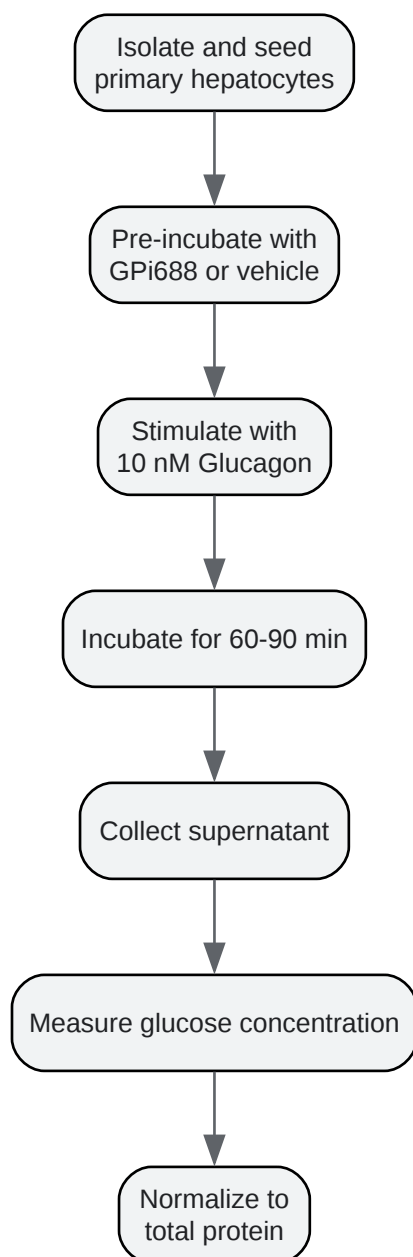 Isolate and seed
primary hepatocytes
Pre-incubate with
GPi688 or vehicle
Stimulate with
10 nM Glucagon
Incubate for 60-90 min
Collect supernatant
Measure glucose concentration
Normalize to
total protein